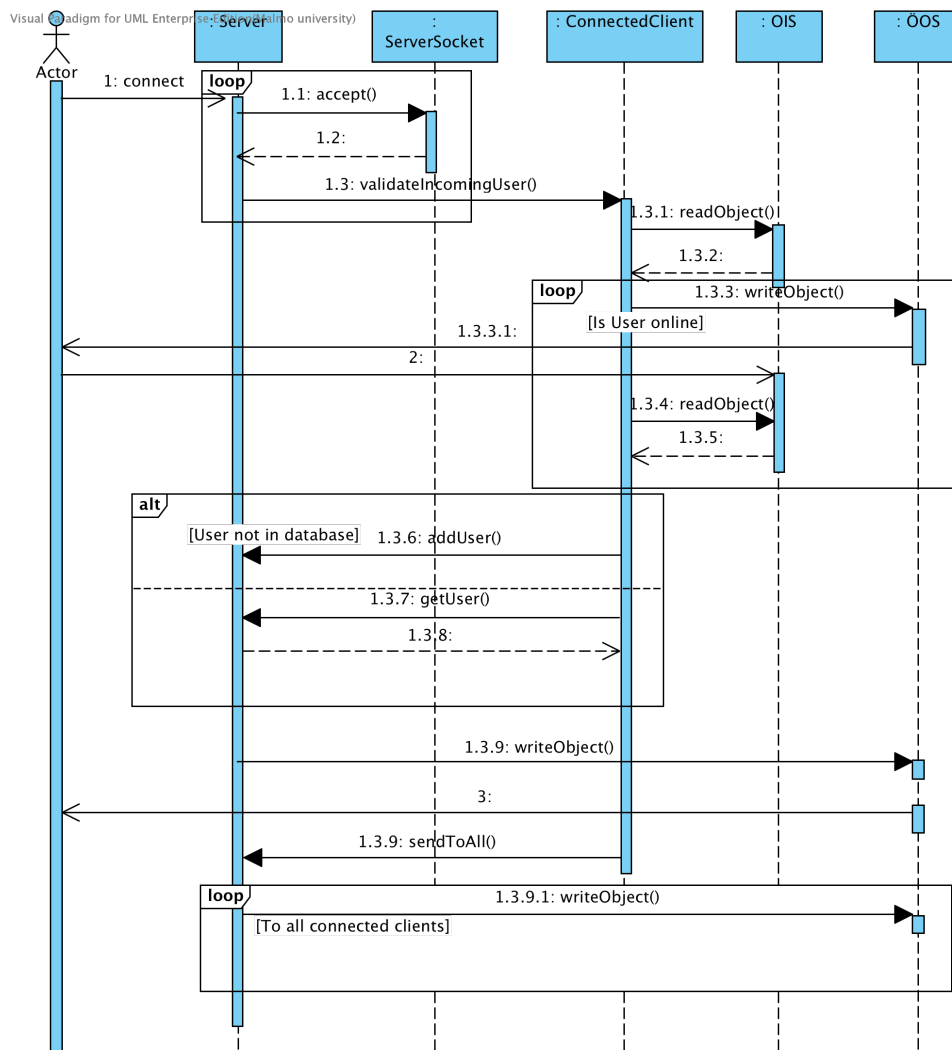 Visual Paradigm for UML Enterprise Edition(Malmo university)
: Server
:
ServerSocket
: ConnectedClient
: OIS
: ÖOS
Actor
loop
1: connect
1.1: accept()
1.2:
1.3: validateIncomingUser()
1.3.1: readObject()
1.3.2:
loop
1.3.3: writeObject()
[Is User online]
1.3.3.1:
2:
1.3.4: readObject()
1.3.5:
alt
[User not in database]
1.3.6: addUser()
1.3.7: getUser()
1.3.8:
1.3.9: writeObject()
3:
1.3.9: sendToAll()
loop
1.3.9.1: writeObject()
[To all connected clients]